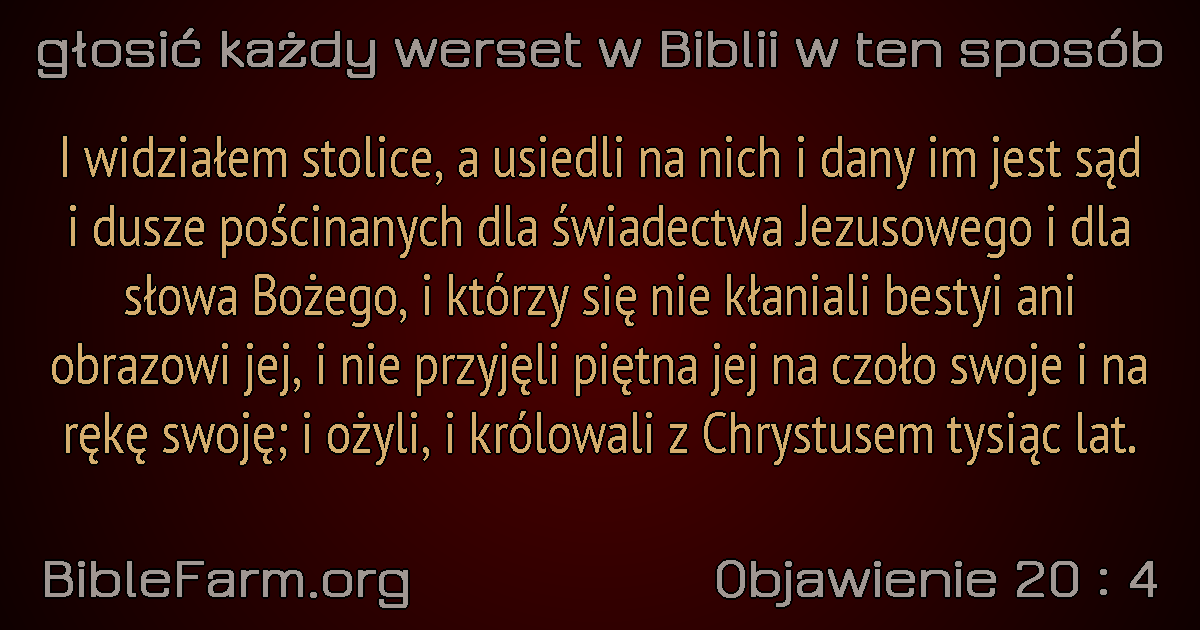 głosić każdy werset w Biblii w ten sposób
I widziałem stolice, a usiedli na nich i dany im jest sąd
i dusze pościnanych dla świadectwa Jezusowego i dla
słowa Bożego, i którzy się nie kłaniali bestyi ani
obrazowi jej, i nie przyjęli piętna jej na czoło swoje i na
rękę swoję; i ożyli, i królowali z Chrystusem tysiąc lat.
BibleFarm.org
Objawienie 20 : 4